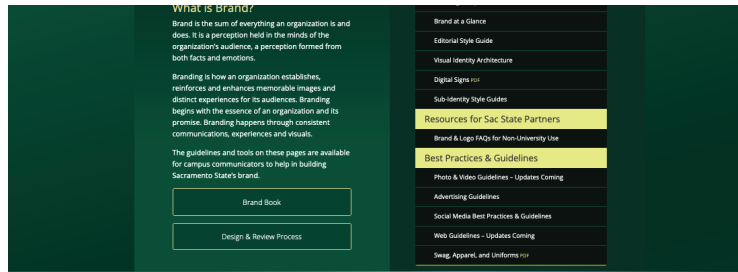 What is Brand?
Brand is the sum of everything an organization is and
does. It is a perception held in the minds of the
organization's audience, a perception formed from
both facts and emotions.
Branding is how an organization establishes,
reinforces and enhances memorable images and
distinct experiences for its audiences. Branding
begins with the essence of an organization and its
promise. Branding happens through consistent
communications, experiences and visuals.
The guidelines and tools on these pages are available
for campus communicators to help in building
Sacramento State's brand.
Brand Book
Design & Review Process
Brand at a Glance
Editorial Style Guide
Visual Identity Architecture
Digital Signs PDF
Sub-Identity Style Guides
Resources for Sac State Partners
Brand & Logo FAQs for Non-University Use
Best Practices & Guidelines
Photo & Video Guidelines – Updates Coming
Advertising Guidelines
Social Media Best Practices & Guidelines
Web Guidelines – Updates Coming
Swag, Apparel, and Uniforms PDF